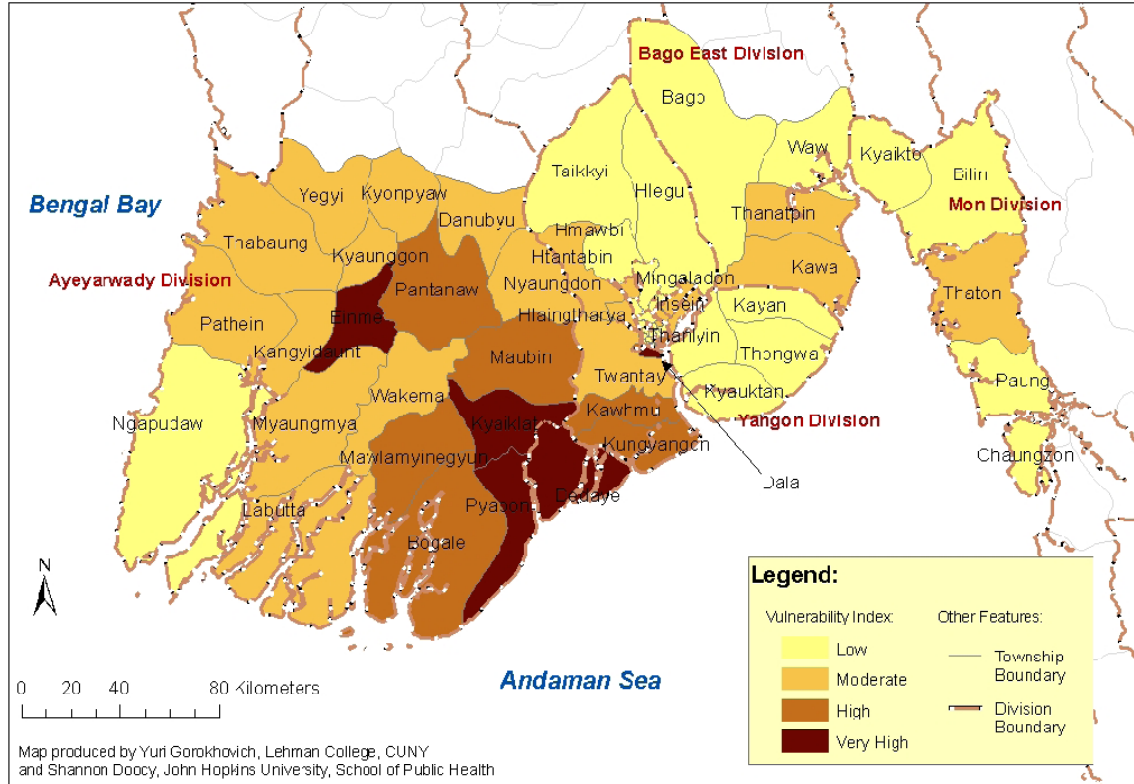 Bago East Division
Bago
Waw
Kyaikto
Bilin
Taikkyi
Hlegu
Yegyi
Kyonpyaw
Bengal Bay
Danubyu
Hmawbi
Thanatpin
Mon Division
Thabaung
Kyaunggon
Htantabin
Kawa
Ayeyarwady Division
Pantanaw
Nyaungdon
Mingaladon
Insein
Kayan
Thaton
Einme
Hlaingtharya
Pathein
Thanlyin
Kangyidaunt
Maubin
Thongwa
Twantay
Paung
Wakema
Kyauktan
Ngapudaw
Myaungmya
Kyaiklat
Kawhmu
Yangon Division
Kungyangon
Mawlamyinegyun
Chaungzon
Dala
Labutta
Pyapon
Dedaye
Bogale
N
Legend:
Vulnerability Index: Other Features:
Low
Moderate
High
Very High
Township
Boundary
Division
Boundary
Andaman Sea
0 20 40 80 Kilometers
Map produced by Yuri Gorokhovich, Lehman College, CUNY
and Shannon Doocy, John Hopkins University, School of Public Health